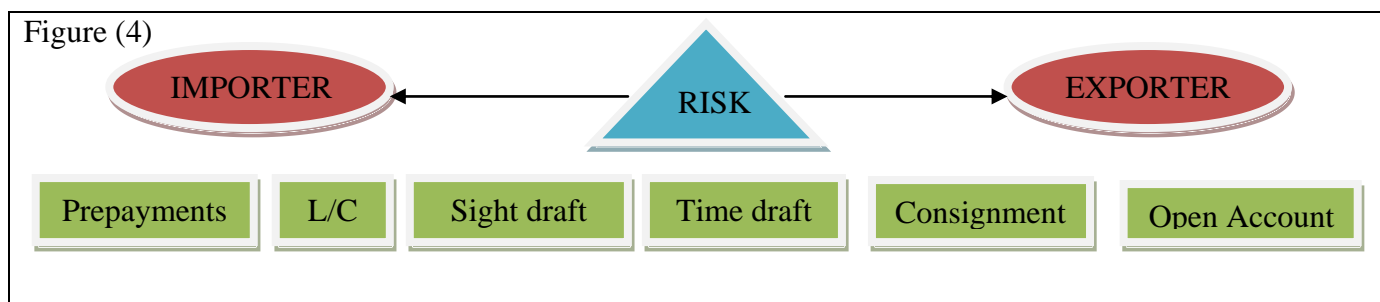 Figure (4)
IMPORTER
RISK
EXPORTER
Prepayments
L/C
Sight draft
Time draft
Consignment
Open Account